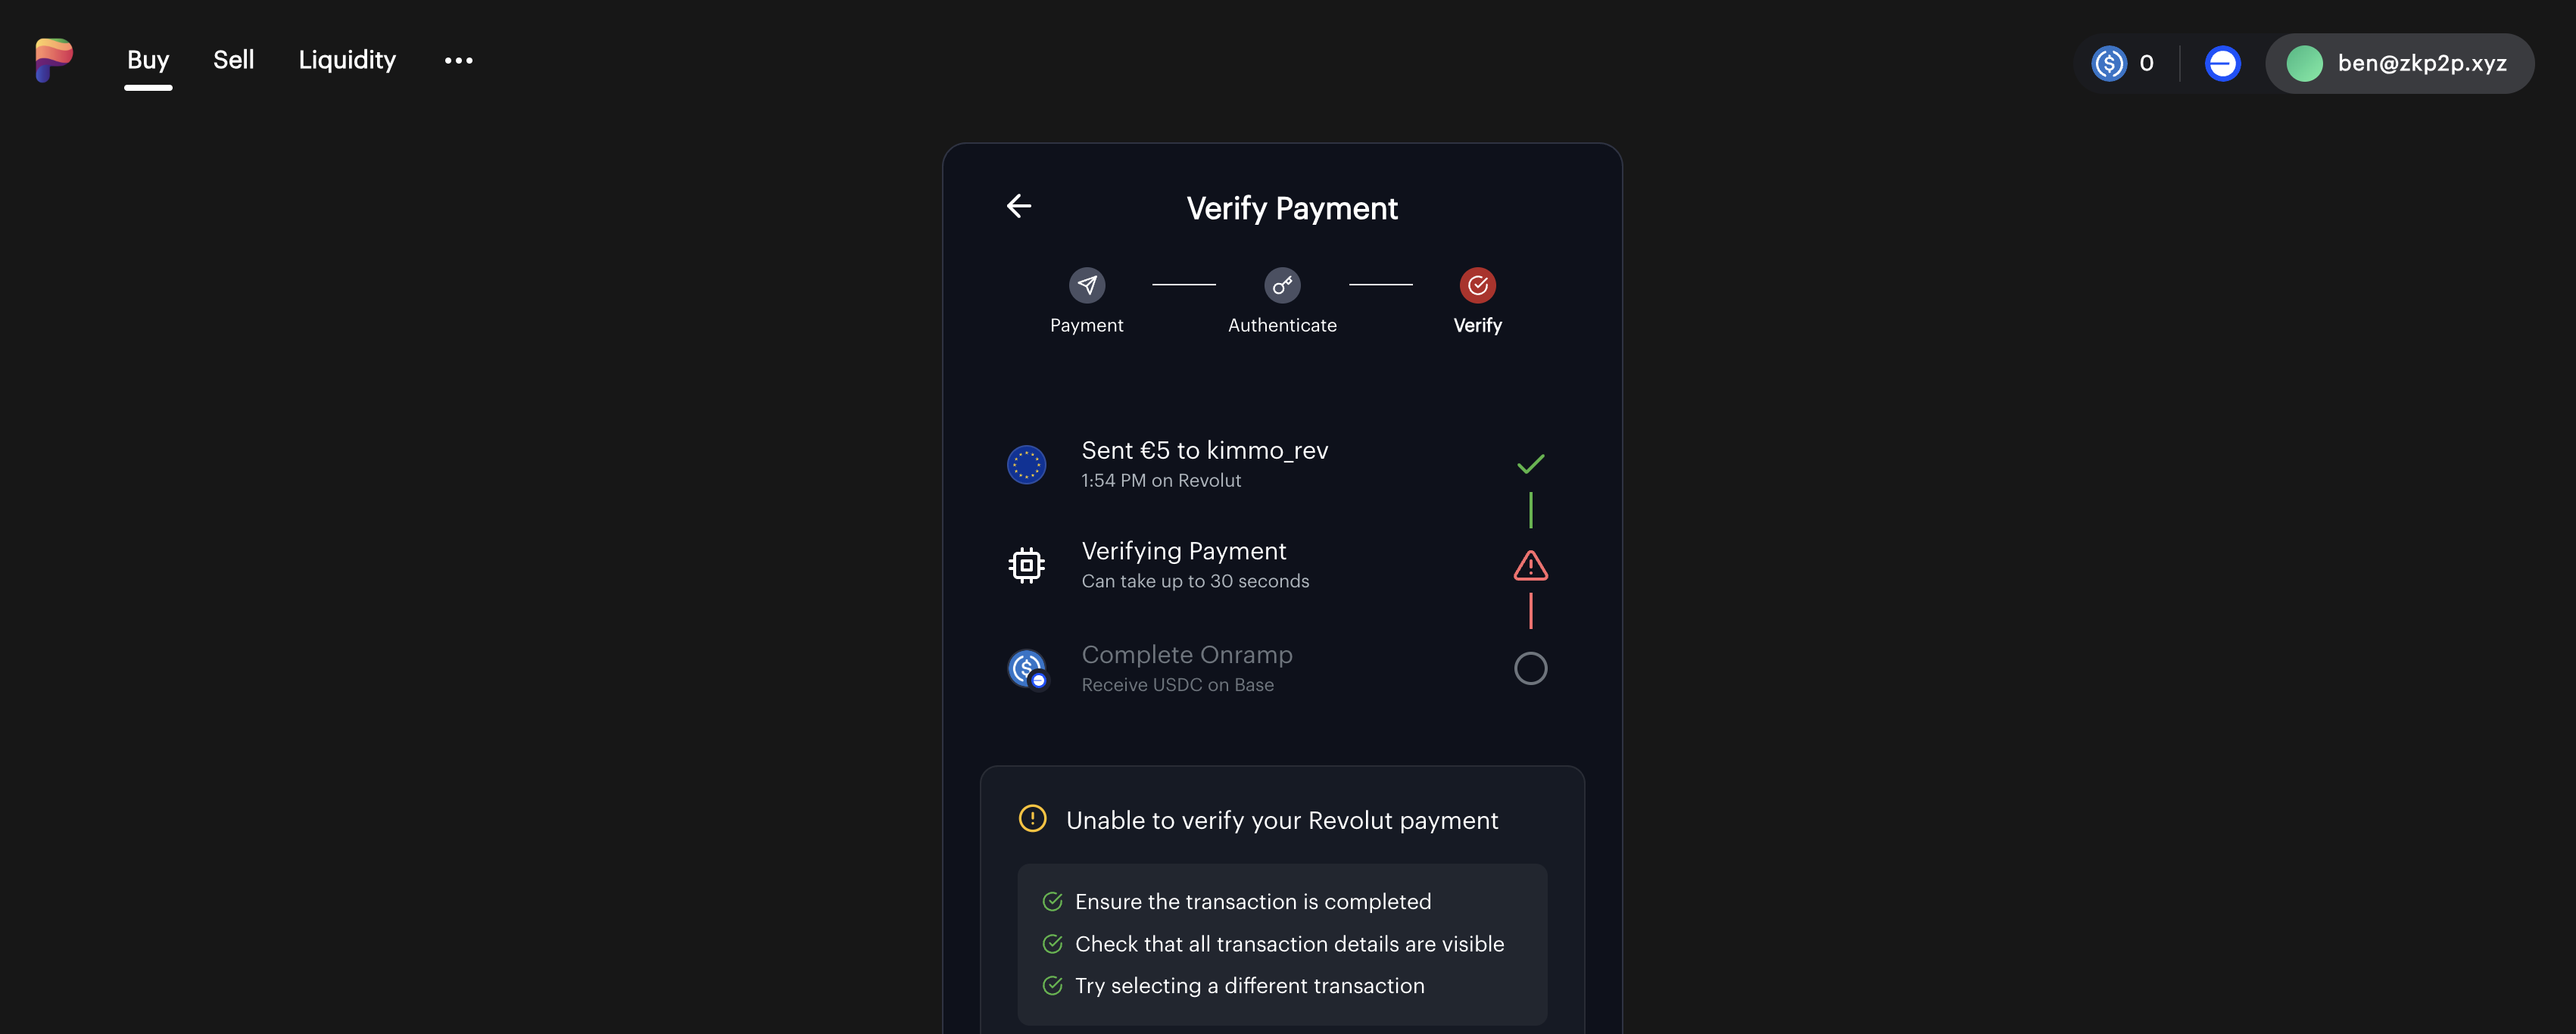 Buy Sell Liquidity ••• 0 ben@zkp2p.xyz
Verify Payment
Payment Authenticate Verify
Sent €5 to kimmo_rev
1:54 PM on Revolut
Verifying Payment
Can take up to 30 seconds
Complete Onramp
Receive USDC on Base
Unable to verify your Revolut payment
Ensure the transaction is completed
Check that all transaction details are visible
Try selecting a different transaction